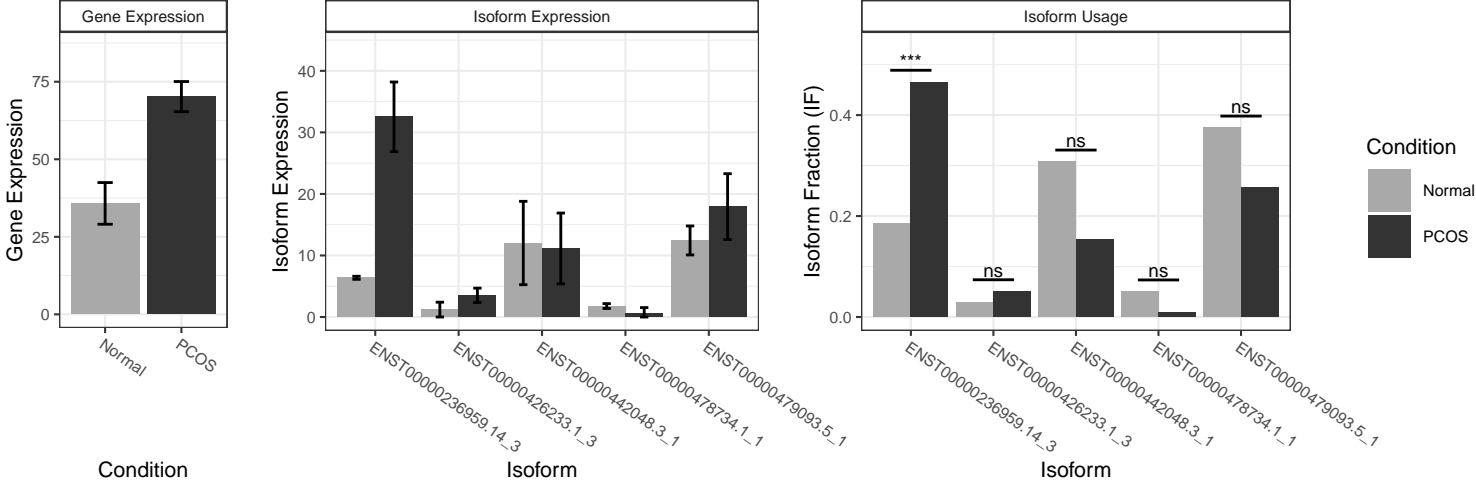 Gene Expression
Isoform Expression
Isoform Usage
Gene Expression
75
50
25
0
Normal
PCOS
Condition
Isoform Expression
40
30
20
10
0
ENST00000236959.14_3
ENST00000426233.1_3
ENST00000442048.3_1
ENST00000478734.1_1
ENST00000479093.5_1
Isoform
Isoform Fraction (IF)
0.4
0.2
0.0
***
ns
ns
ns
ns
ENST00000236959.14_3
ENST00000426233.1_3
ENST00000442048.3_1
ENST00000478734.1_1
ENST00000479093.5_1
Isoform
Condition
Normal
PCOS